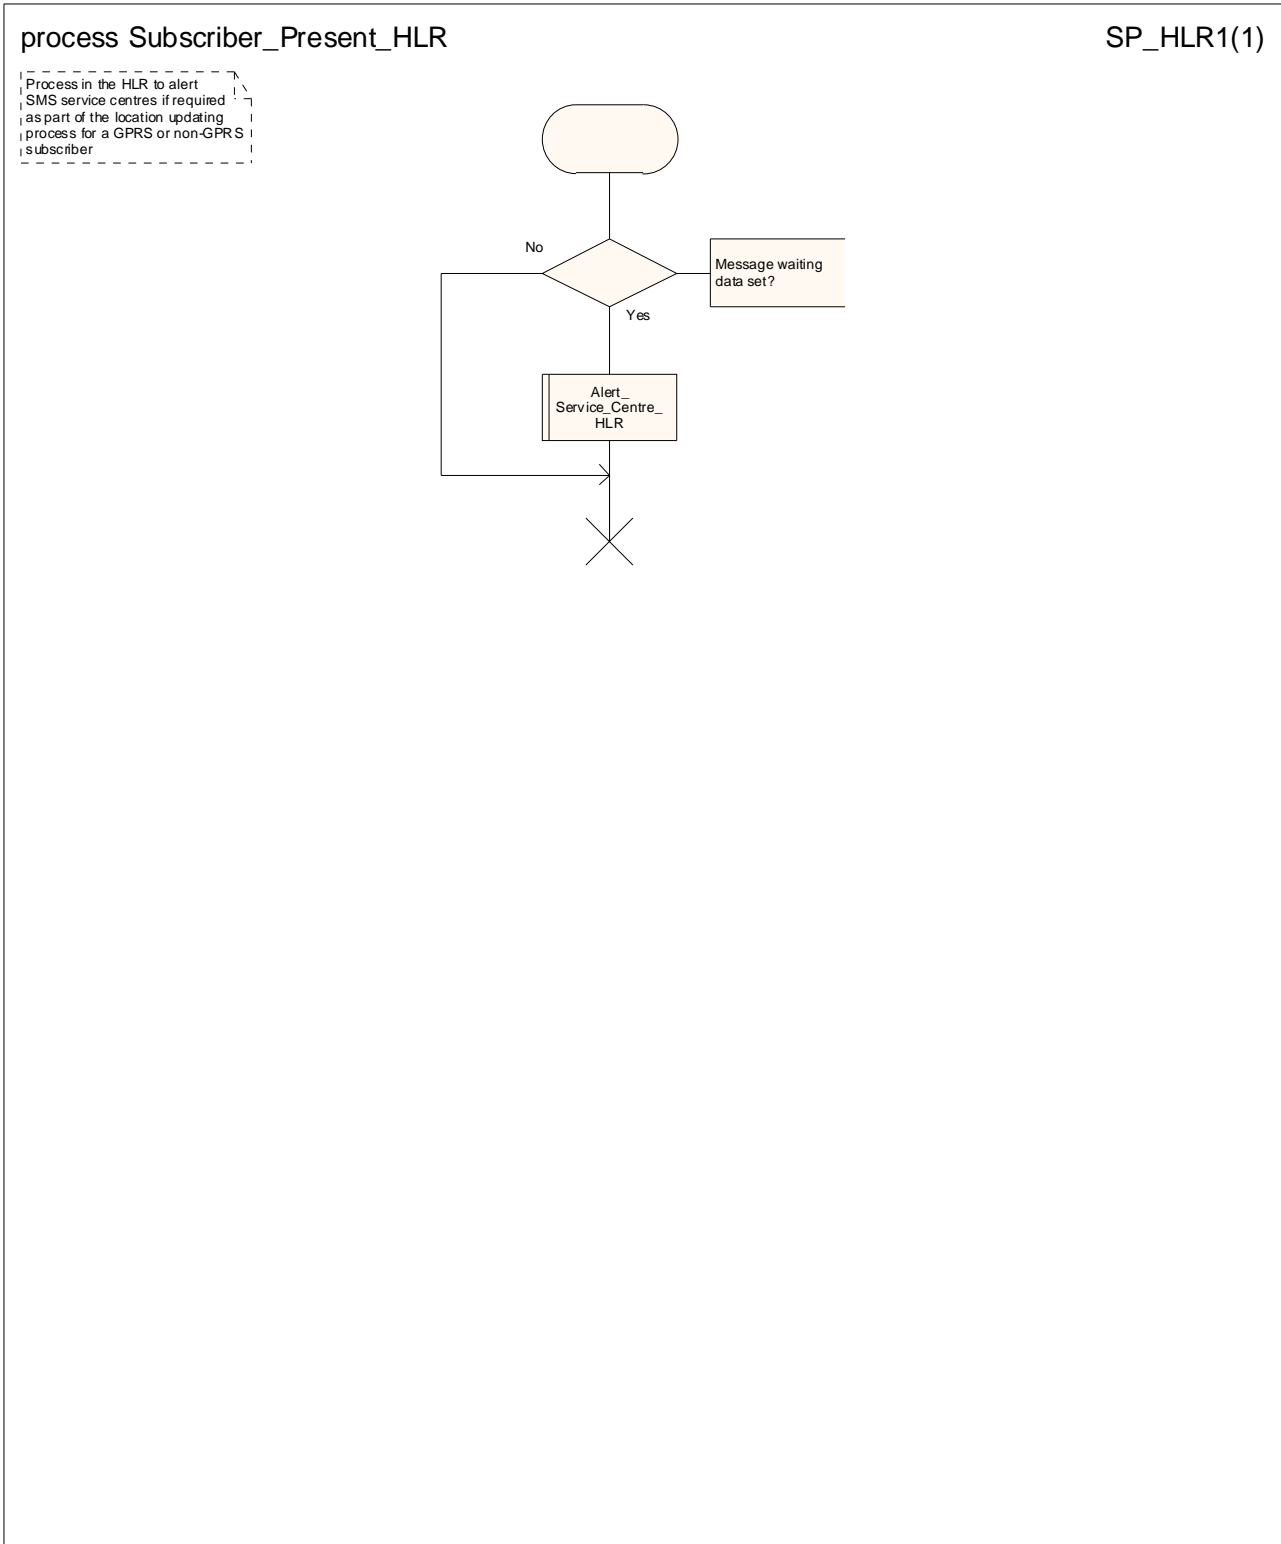 process Subscriber_Present_HLR
SP_HLR1(1)
Process in the HLR to alert
SMS service centres if required
as part of the location updating
process for a GPRS or non-GPRS
subscriber
No
Message waiting
data set?
Yes
Alert_
Service_Centre_
HLR